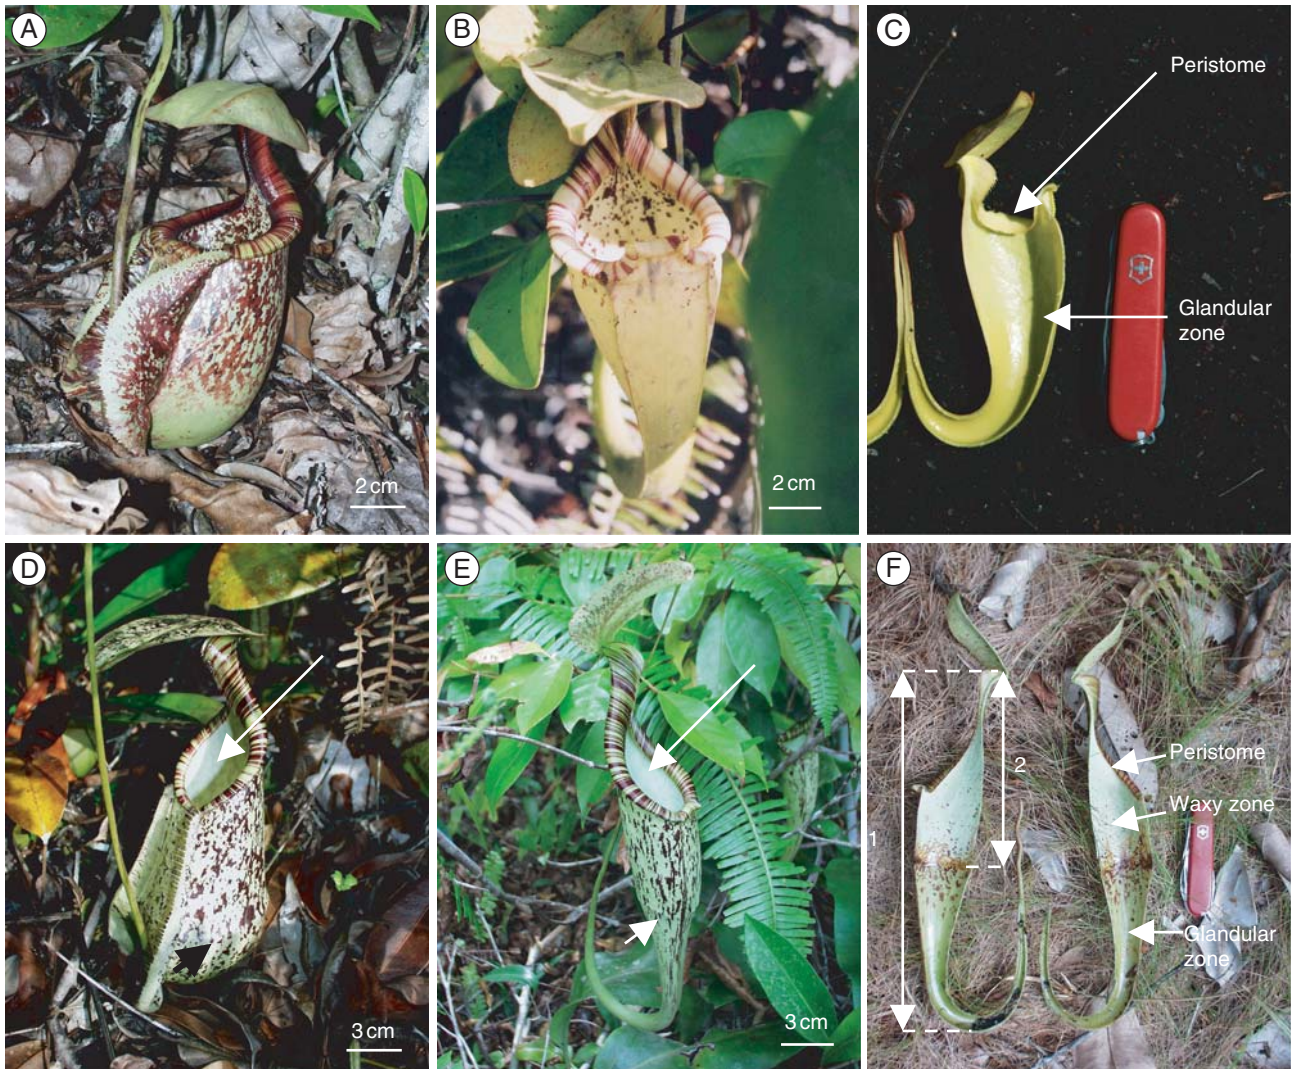 A
B
C
Peristome
Glandular
zone
2 cm
2 cm
D
E
F
2
1
Peristome
Waxy zone
Glandular
zone
3 cm
3 cm